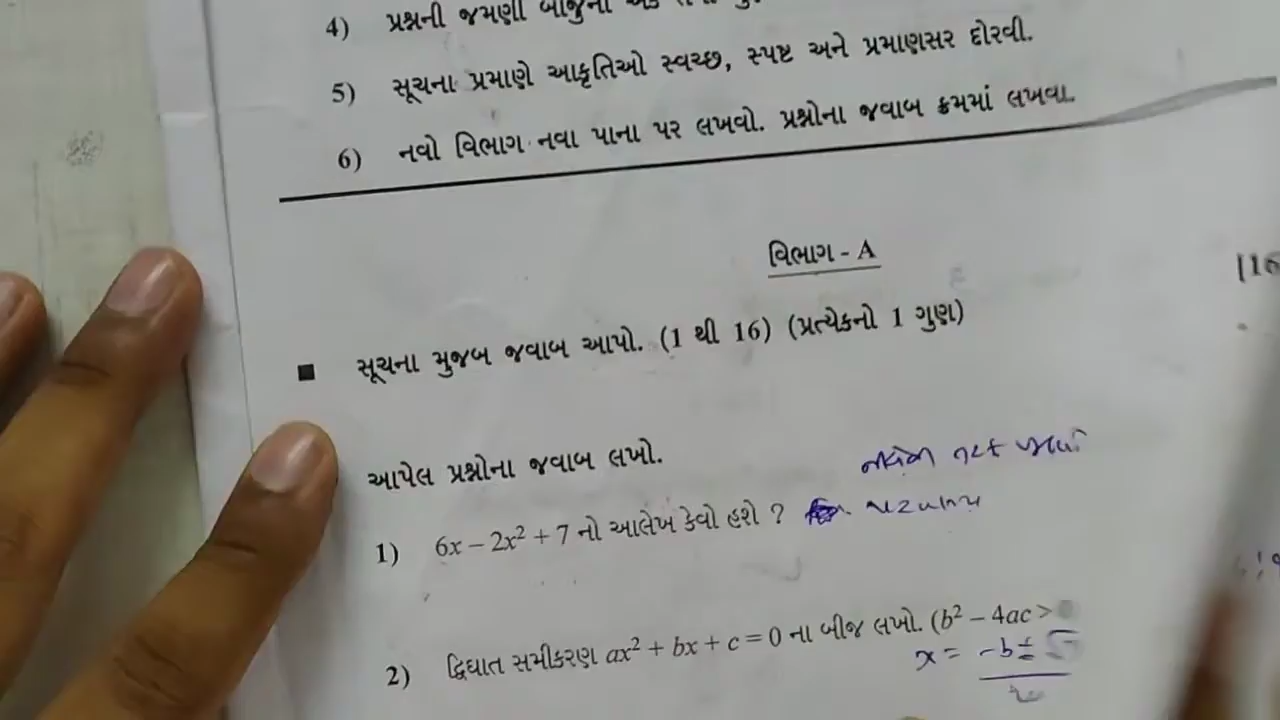 4) પ્રશ્નની જમણી બાજુના અંક
5) સૂચના પ્રમાણે આકૃતિઓ સ્વચ્છ, સ્પષ્ટ અને પ્રમાણસર દોરવી.
6) નવો વિભાગ નવા પાના પર લખવો. પ્રશ્નોના જવાબ ક્રમમાં લખવા.
વિભાગ - A
[16
■ સૂચના મુજબ જવાબ આપો. (1 થી 16) (પ્રત્યેકનો 1 ગુણ)
આપેલ પ્રશ્નોના જવાબ લખો.
1) 6x – 2x² + 7 નો આલેખ કેવો હશે ?
2) દ્વિઘાત સમીકરણ ax² + bx + c = 0 ના બીજ લખો. (b² – 4ac >
x = -b ±